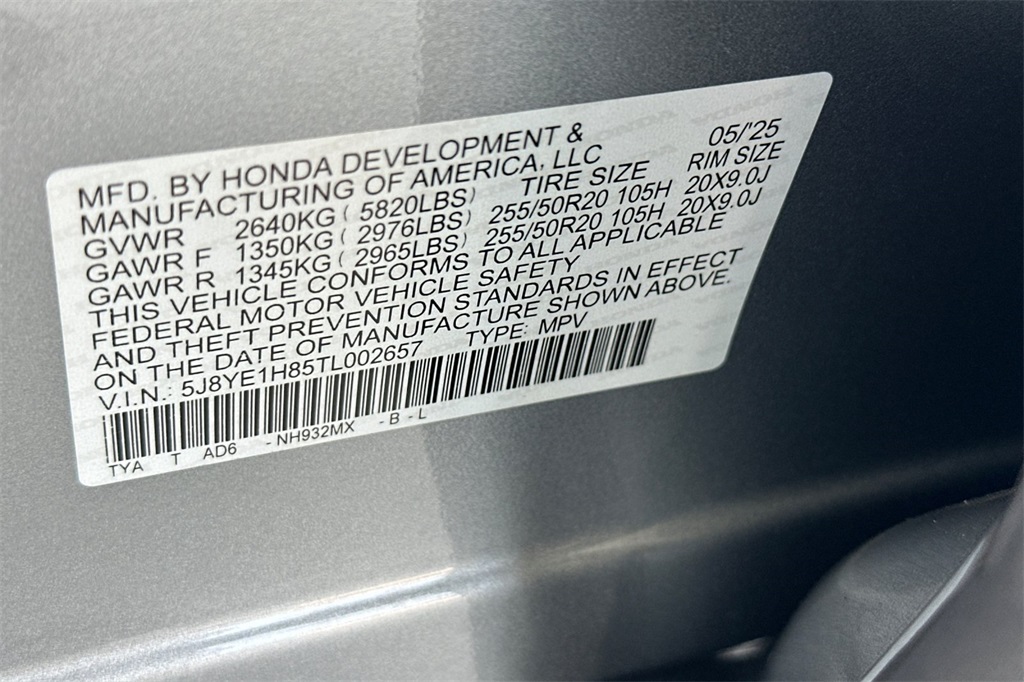 MFD. BY HONDA DEVELOPMENT & 05/'25
MANUFACTURING OF AMERICA, LLC
GVWR 2640KG ( 5820LBS) TIRE SIZE RIM SIZE
GAWR F 1350KG ( 2976LBS) 255/50R20 105H 20X9.0J
GAWR R 1345KG ( 2965LBS) 255/50R20 105H 20X9.0J
THIS VEHICLE CONFORMS TO ALL APPLICABLE
FEDERAL MOTOR VEHICLE SAFETY
AND THEFT PREVENTION STANDARDS IN EFFECT
ON THE DATE OF MANUFACTURE SHOWN ABOVE.
V.I.N.: 5J8YE1H85TL002657 TYPE: MPV
TYA T AD6 - NH932MX - B - L